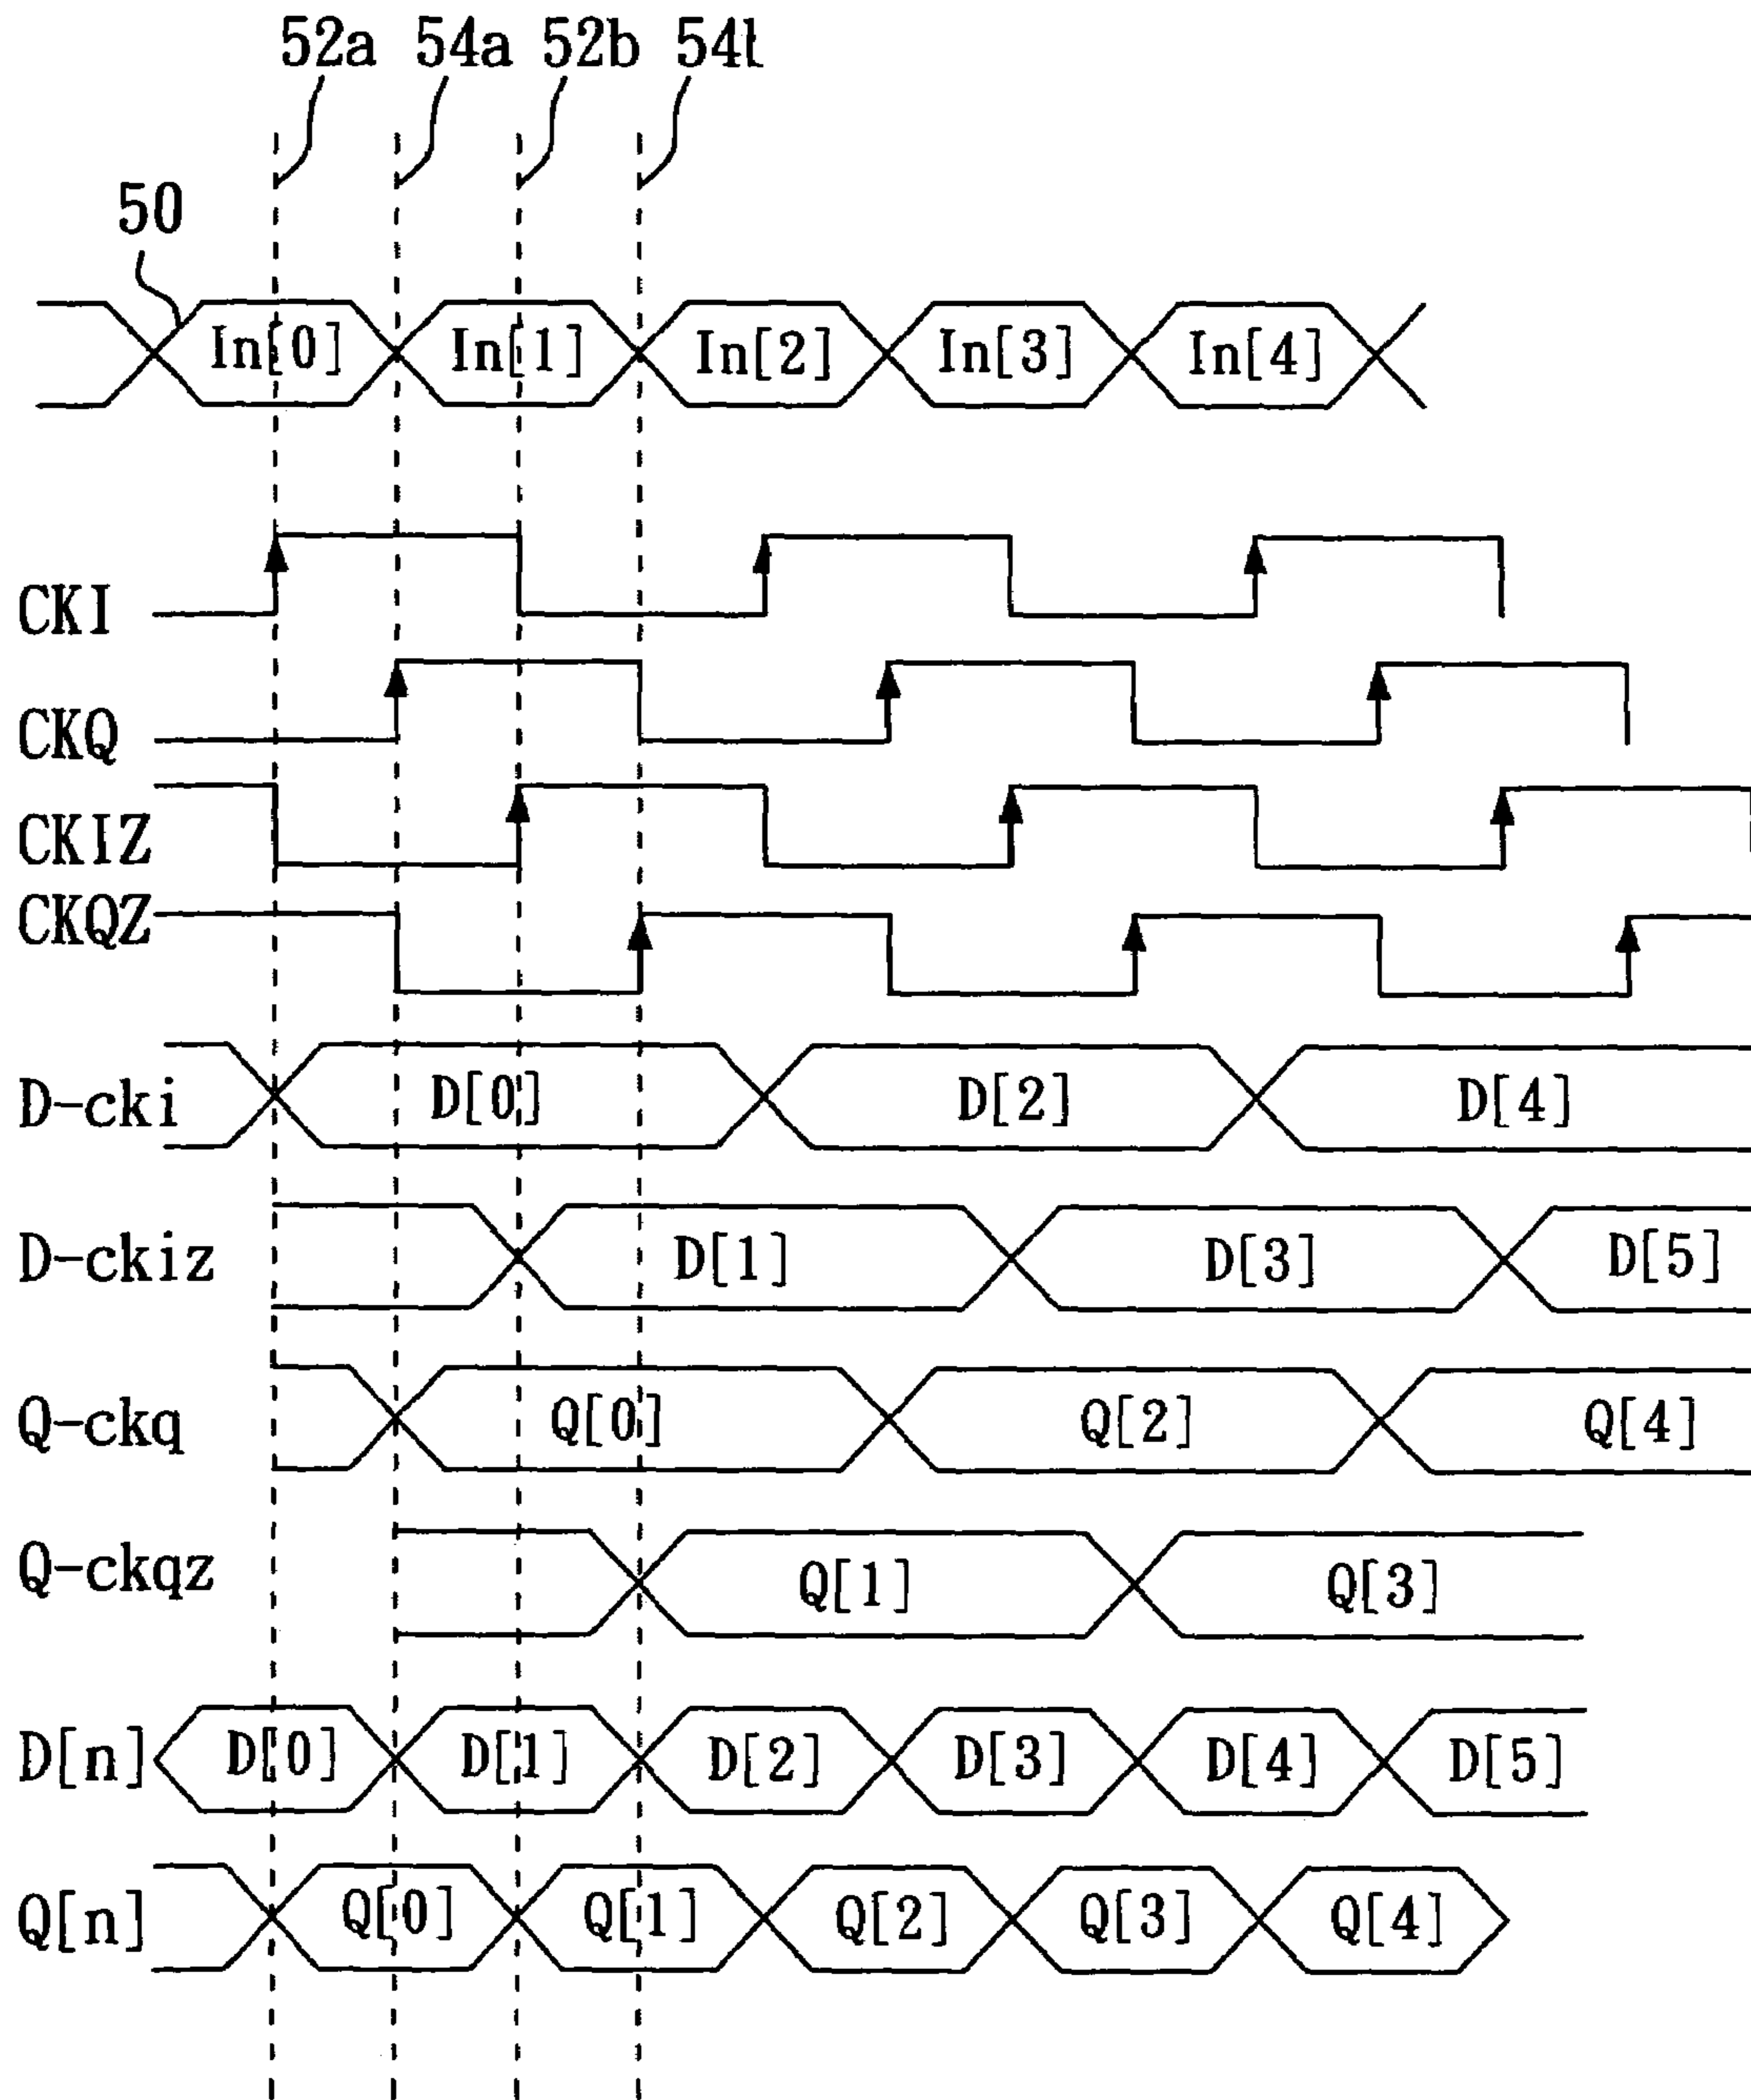 52a 54a 52b
50
In[0] In[1] In[2] In[3] In[4]
CKI
CKQ
CKIZ
CKQZ
D-cki D[0] D[2] D[4]
D-ckiz D[1] D[3] D[5]
Q-ckq Q[0] Q[2] Q[4]
Q-ckqz Q[1] Q[3]
D[n] D[0] D[1] D[2] D[3] D[4] D[5]
Q[n] Q[0] Q[1] Q[2] Q[3] Q[4]